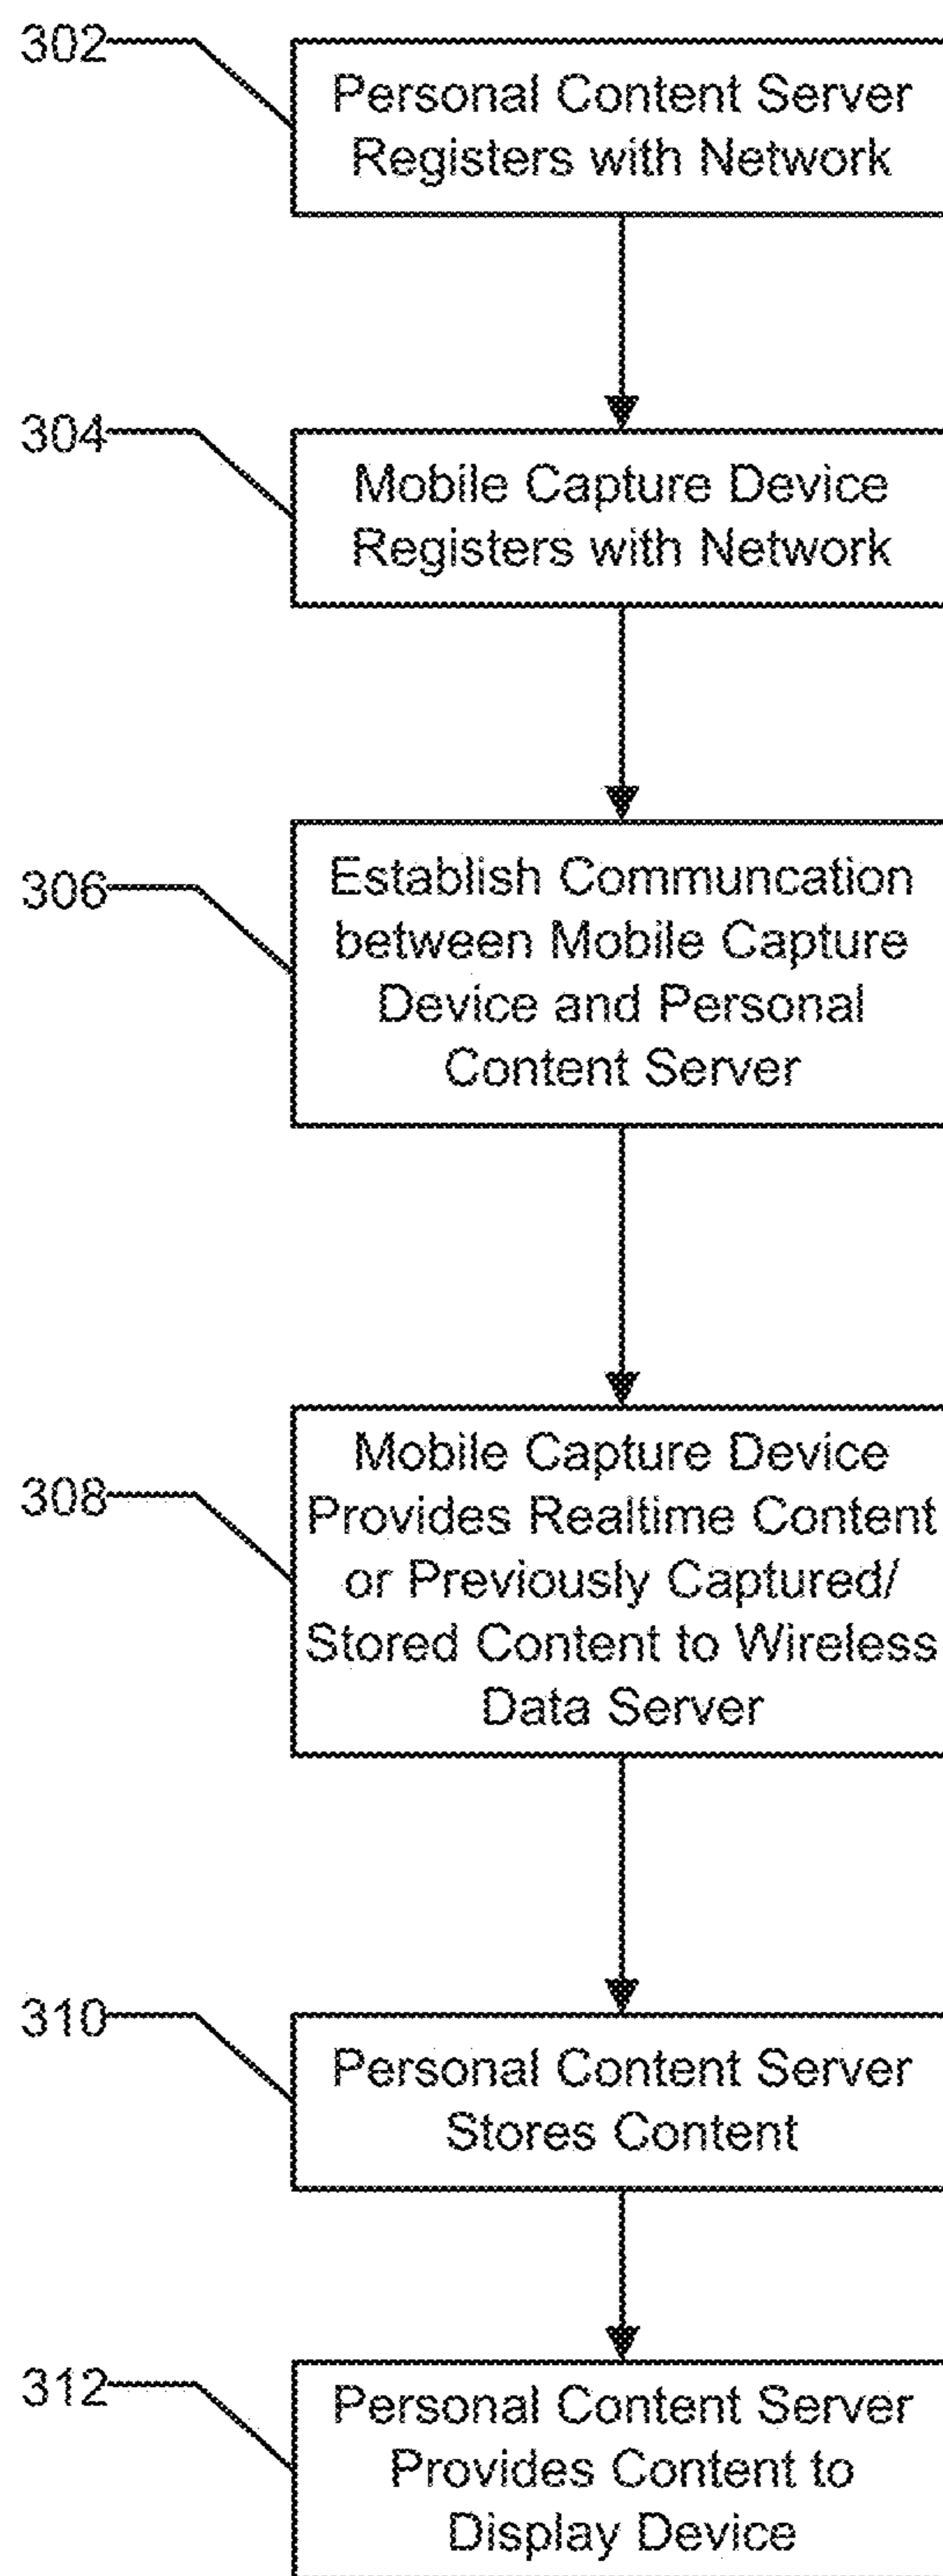 302
Personal Content Server
Registers with Network
304
Mobile Capture Device
Registers with Network
306
Establish Communcation
between Mobile Capture
Device and Personal
Content Server
308
Mobile Capture Device
Provides Realtime Content
or Previously Captured/
Stored Content to Wireless
Data Server
310
Personal Content Server
Stores Content
312
Personal Content Server
Provides Content to
Display Device